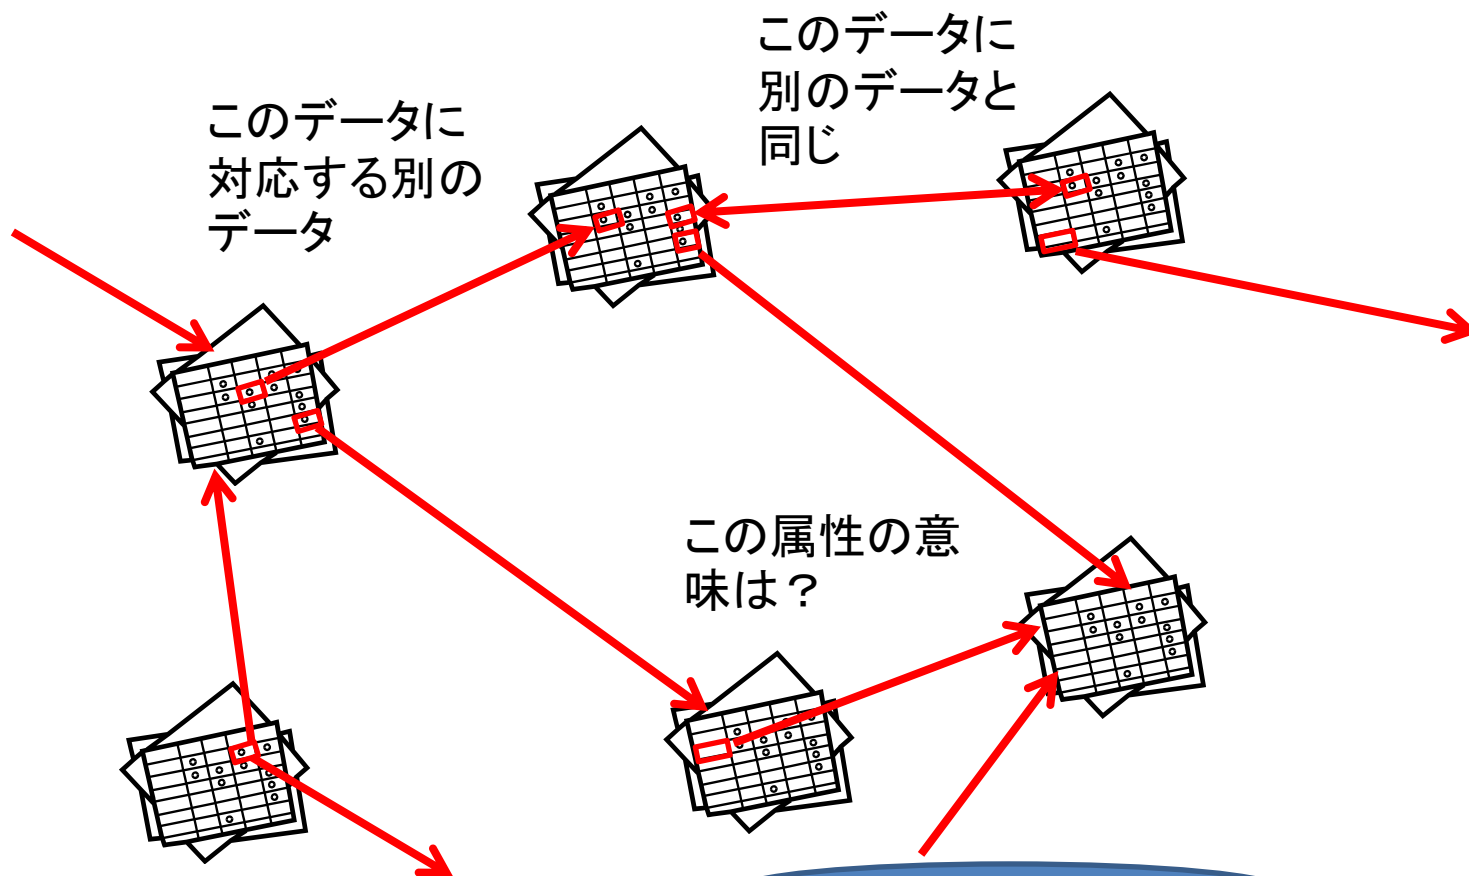 このデータに
別のデータと
同じ
このデータに
対応する別の
データ
この属性の意
味は？